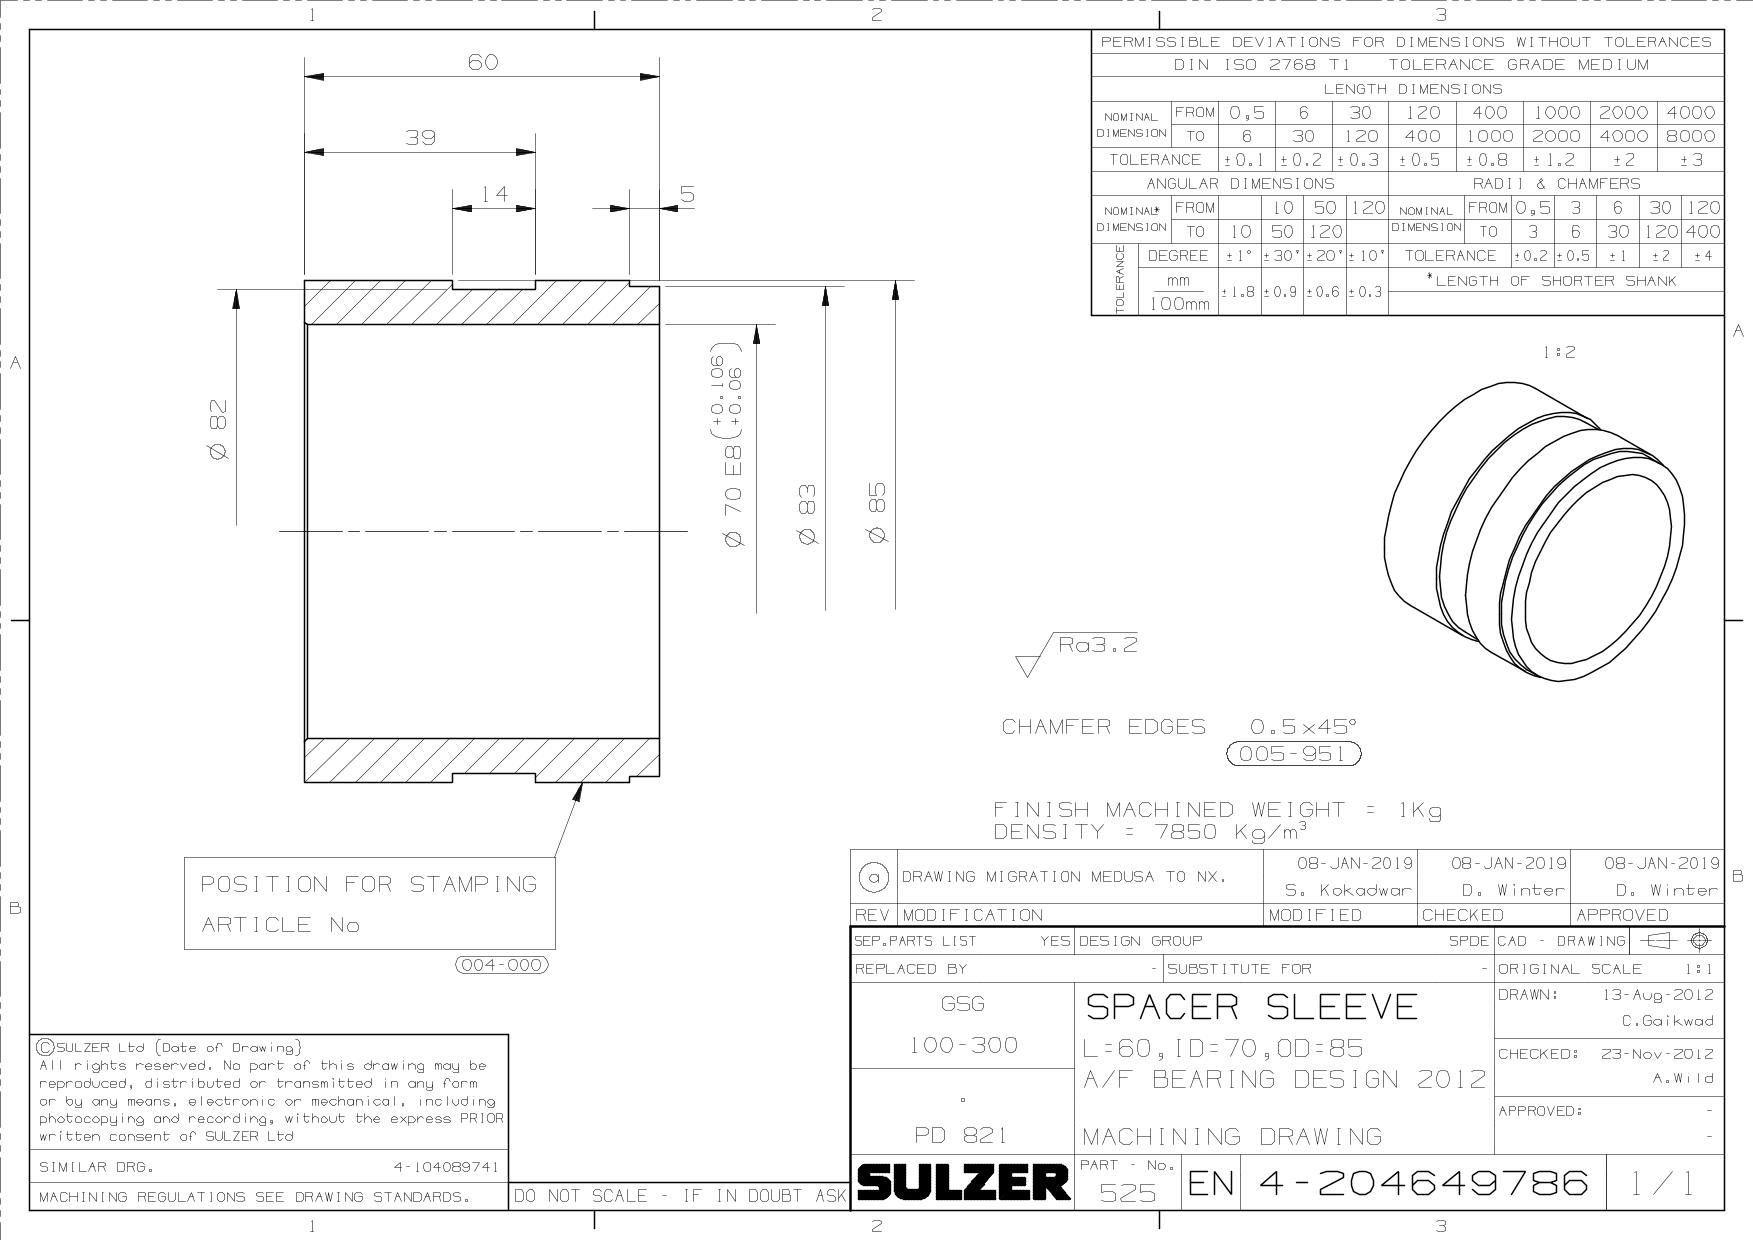 1 2 3
60
39
14 5
Ø 82
Ø 70 E8 (+0.106 +0.06)
Ø 83
Ø 85
PERMISSIBLE DEVIATIONS FOR DIMENSIONS WITHOUT TOLERANCES
DIN ISO 2768 T1 TOLERANCE GRADE MEDIUM
LENGTH DIMENSIONS
NOMINAL DIMENSION FROM 0,5 6 30 120 400 1000 2000 4000
TO 6 30 120 400 1000 2000 4000 8000
TOLERANCE ±0.1 ±0.2 ±0.3 ±0.5 ±0.8 ±1.2 ±2 ±3
ANGULAR DIMENSIONS RADII & CHAMFERS
NOMINAL* DIMENSION FROM 10 50 120 NOMINAL DIMENSION FROM 0,5 3 6 30 120
TO 10 50 120 TO 3 6 30 120 400
TOLERANCE DEGREE ±1° ±30' ±20' ±10' TOLERANCE ±0.2 ±0.5 ±1 ±2 ±4
mm
100mm ±1.8 ±0.9 ±0.6 ±0.3
*LENGTH OF SHORTER SHANK
A A
1:2
Ra3.2
CHAMFER EDGES 0.5x45°
005-951
FINISH MACHINED WEIGHT = 1Kg
DENSITY = 7850 Kg/m³
POSITION FOR STAMPING
ARTICLE No
004-000
B B
a DRAWING MIGRATION MEDUSA TO NX. 08-JAN-2019 08-JAN-2019 08-JAN-2019
S. Kokadwar D. Winter D. Winter
REV MODIFICATION MODIFIED CHECKED APPROVED
SEP.PARTS LIST YES DESIGN GROUP SPDE CAD - DRAWING
REPLACED BY - SUBSTITUTE FOR - ORIGINAL SCALE 1:1
GSG
100-300
PD 821
SPACER SLEEVE
L=60,ID=70,OD=85
A/F BEARING DESIGN 2012
MACHINING DRAWING
DRAWN: 13-Aug-2012
C.Gaikwad
CHECKED: 23-Nov-2012
A.Wild
APPROVED: -
-
SULZER
PART - No.
525
EN 4-204649786 1/1
©SULZER Ltd (Date of Drawing)
All rights reserved. No part of this drawing may be
reproduced, distributed or transmitted in any form
or by any means, electronic or mechanical, including
photocopying and recording, without the express PRIOR
written consent of SULZER Ltd
SIMILAR DRG. 4-104089741
MACHINING REGULATIONS SEE DRAWING STANDARDS.
DO NOT SCALE - IF IN DOUBT ASK
1 2 3